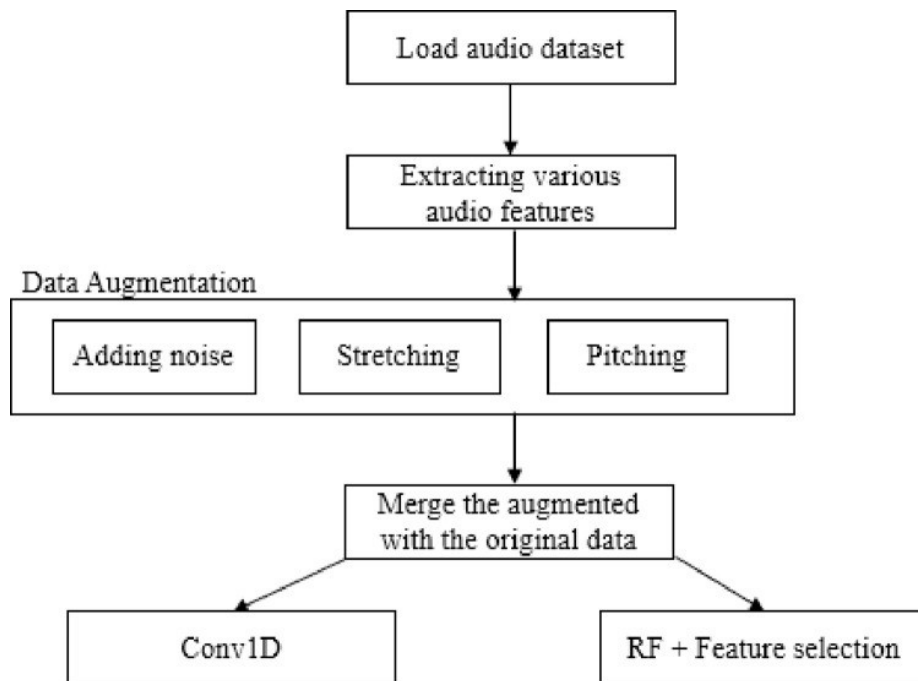 Load audio dataset
Extracting various
audio features
Data Augmentation
Adding noise
Stretching
Pitching
Merge the augmented
with the original data
Conv1D
RF + Feature selection